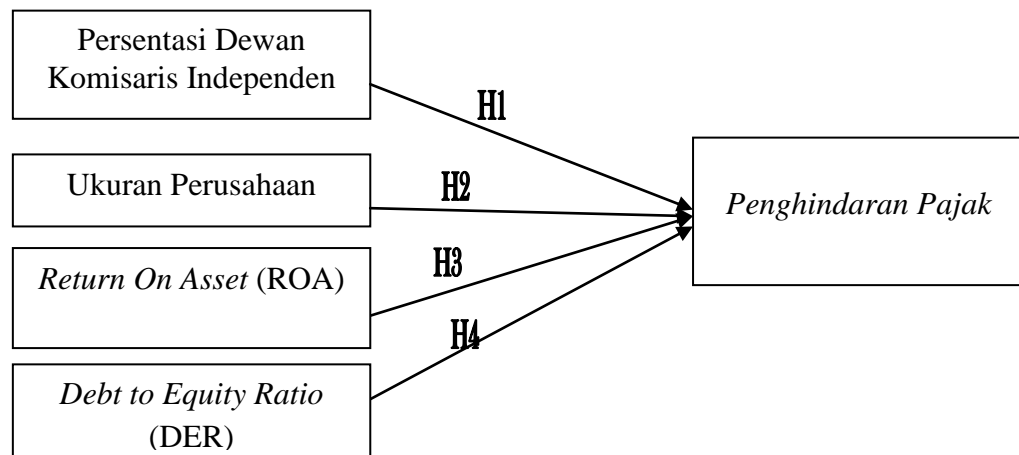 Persentasi Dewan
Komisaris Independen
H1
Ukuran Perusahaan
H2
Penghindaran Pajak
Return On Asset (ROA)
H3
H4
Debt to Equity Ratio
(DER)